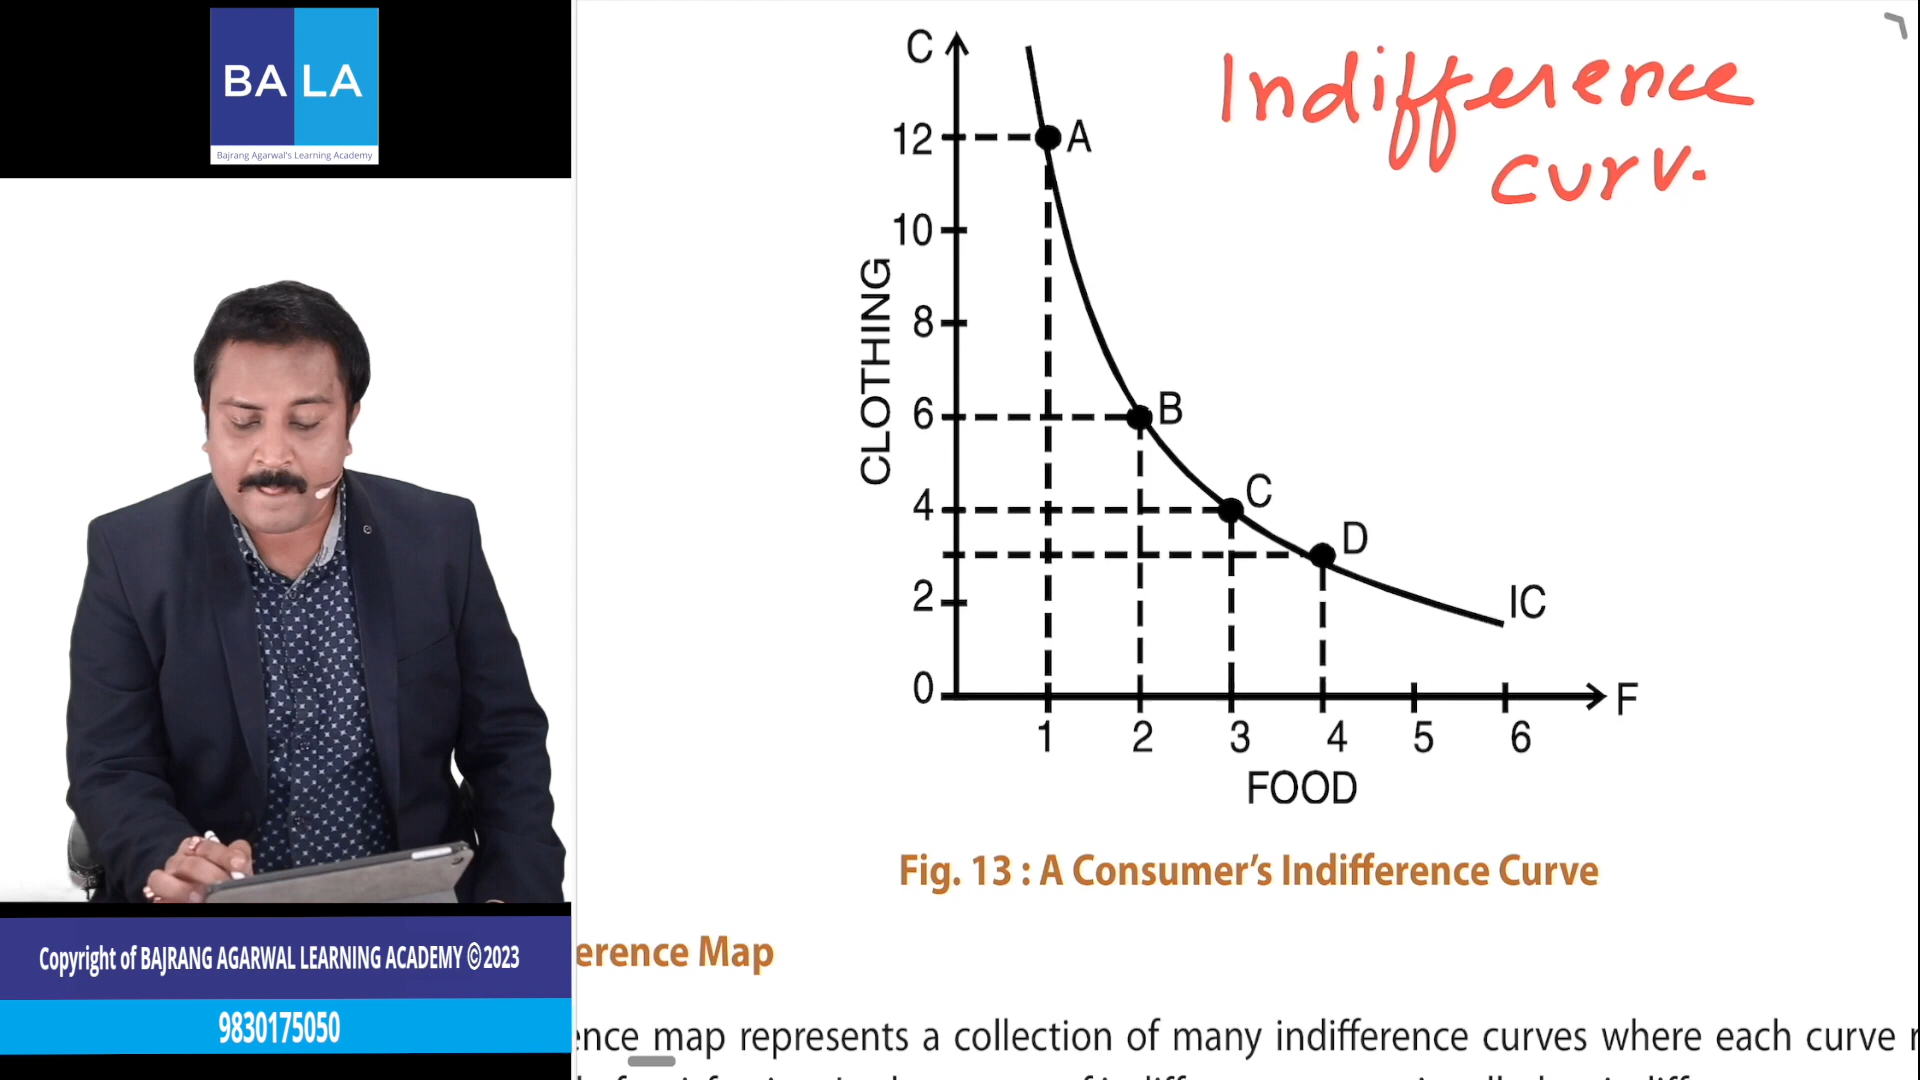 BA LA
Bajrang Agarwal's Learning Academy
Indifference
curv.
C
12
A
10
8
6
B
4
C
D
2
IC
0
F
1 2 3 4 5 6
CLOTHING
FOOD
Fig. 13 : A Consumer's Indifference Curve
erence Map
ence map represents a collection of many indifference curves where each curve r
Copyright of BAJRANG AGARWAL LEARNING ACADEMY ©2023
9830175050